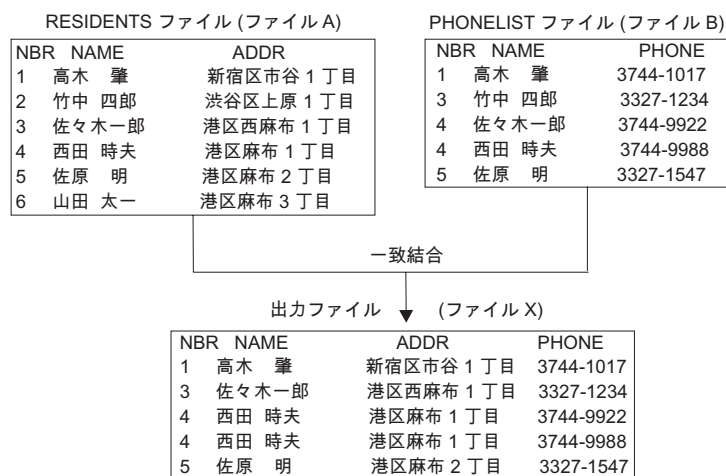 RESIDENTS ファイル (ファイル A)
NBR NAME ADDR
1 高木 肇 新宿区市谷 1 丁目
2 竹中 四郎 渋谷区上原 1 丁目
3 佐々木一郎 港区西麻布 1 丁目
4 西田 時夫 港区麻布 1 丁目
5 佐原 明 港区麻布 2 丁目
6 山田 太一 港区麻布 3 丁目
PHONELIST ファイル (ファイル B)
NBR NAME PHONE
1 高木 肇 3744-1017
3 竹中 四郎 3327-1234
4 佐々木一郎 3744-9922
4 西田 時夫 3744-9988
5 佐原 明 3327-1547
一致結合
出力ファイル (ファイル X)
NBR NAME ADDR PHONE
1 高木 肇 新宿区市谷 1 丁目 3744-1017
3 佐々木一郎 港区西麻布 1 丁目 3327-1234
4 西田 時夫 港区麻布 1 丁目 3744-9922
4 西田 時夫 港区麻布 1 丁目 3744-9988
5 佐原 明 港区麻布 2 丁目 3327-1547